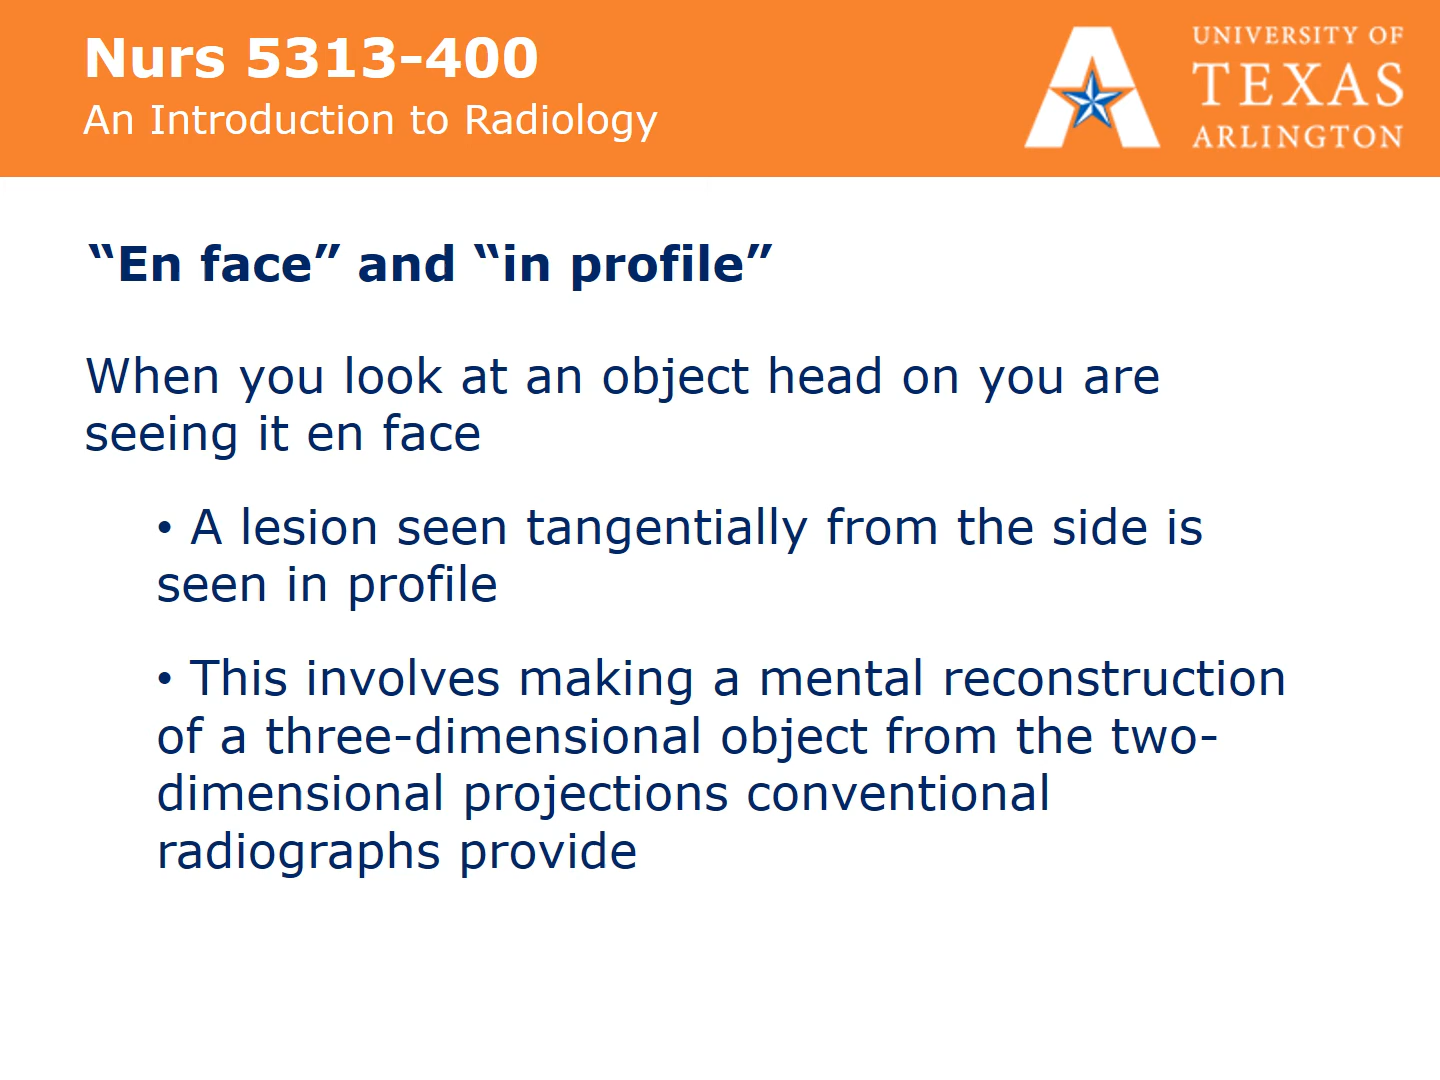 Nurs 5313-400
An Introduction to Radiology
UNIVERSITY OF
TEXAS
ARLINGTON
“En face” and “in profile”
When you look at an object head on you are
seeing it en face
• A lesion seen tangentially from the side is
seen in profile
• This involves making a mental reconstruction
of a three-dimensional object from the two-
dimensional projections conventional
radiographs provide